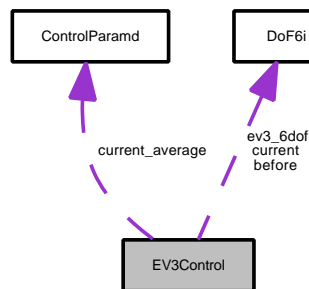 ControlParamd
DoF6i
current_average
ev3_6dof
current
before
EV3Control